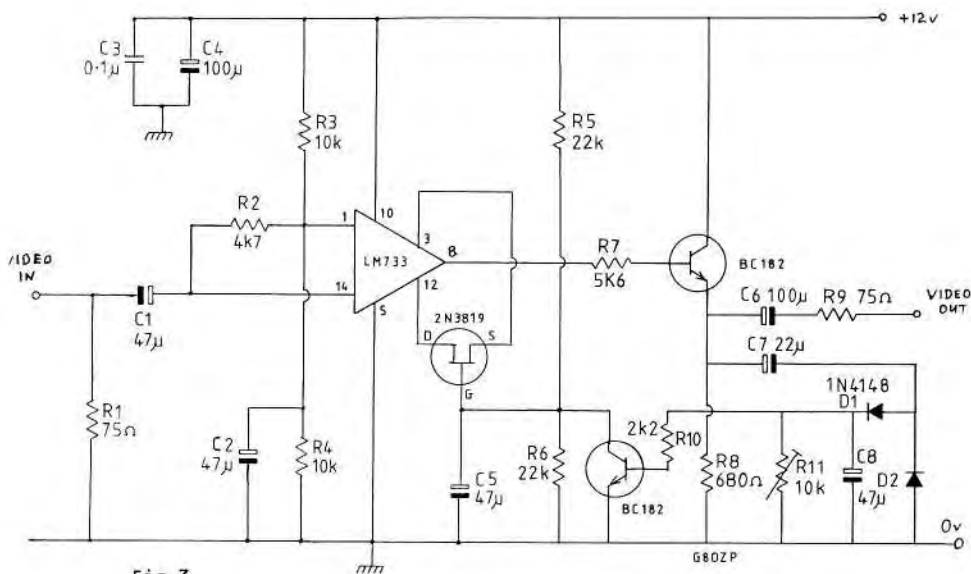 +12v
C3
0.1µ
C4
100µ
R3
10k
R5
22k
R2
4k7
1
10
3
LM733
8
12
14
5
R7
5K6
BC182
VIDEO
IN
C1
47µ
2N3819
D
S
G
C6 100µ
R9 75Ω
VIDEO
OUT
C7 22µ
1N4148
D1
R1
75Ω
C2
47µ
R4
10k
C5
47µ
R6
22k
2k2
R10
BC182
R8
680Ω
R11
10k
C8
47µ
D2
0v
G8OZP